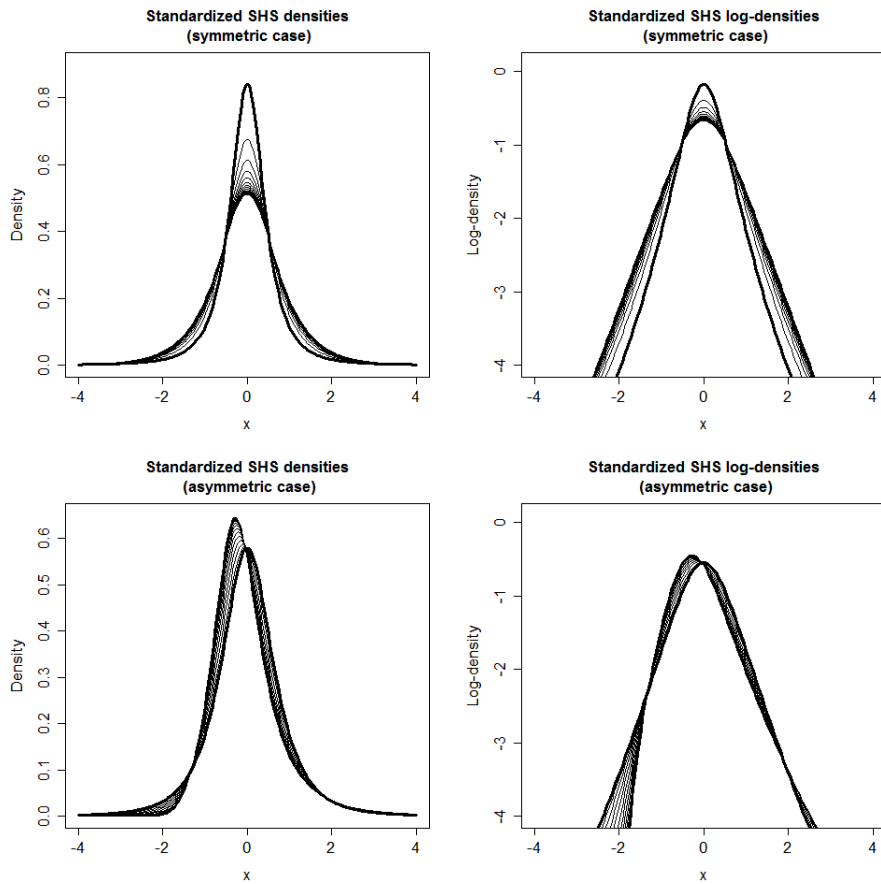 Standardized SHS densities
(symmetric case)
Density
0.0 0.2 0.4 0.6 0.8
-4 -2 0 2 4
x
Standardized SHS log-densities
(symmetric case)
Log-density
-4 -3 -2 -1 0
-4 -2 0 2 4
x
Standardized SHS densities
(asymmetric case)
Density
0.0 0.1 0.2 0.3 0.4 0.5 0.6
-4 -2 0 2 4
x
Standardized SHS log-densities
(asymmetric case)
Log-density
-4 -3 -2 -1 0
-4 -2 0 2 4
x